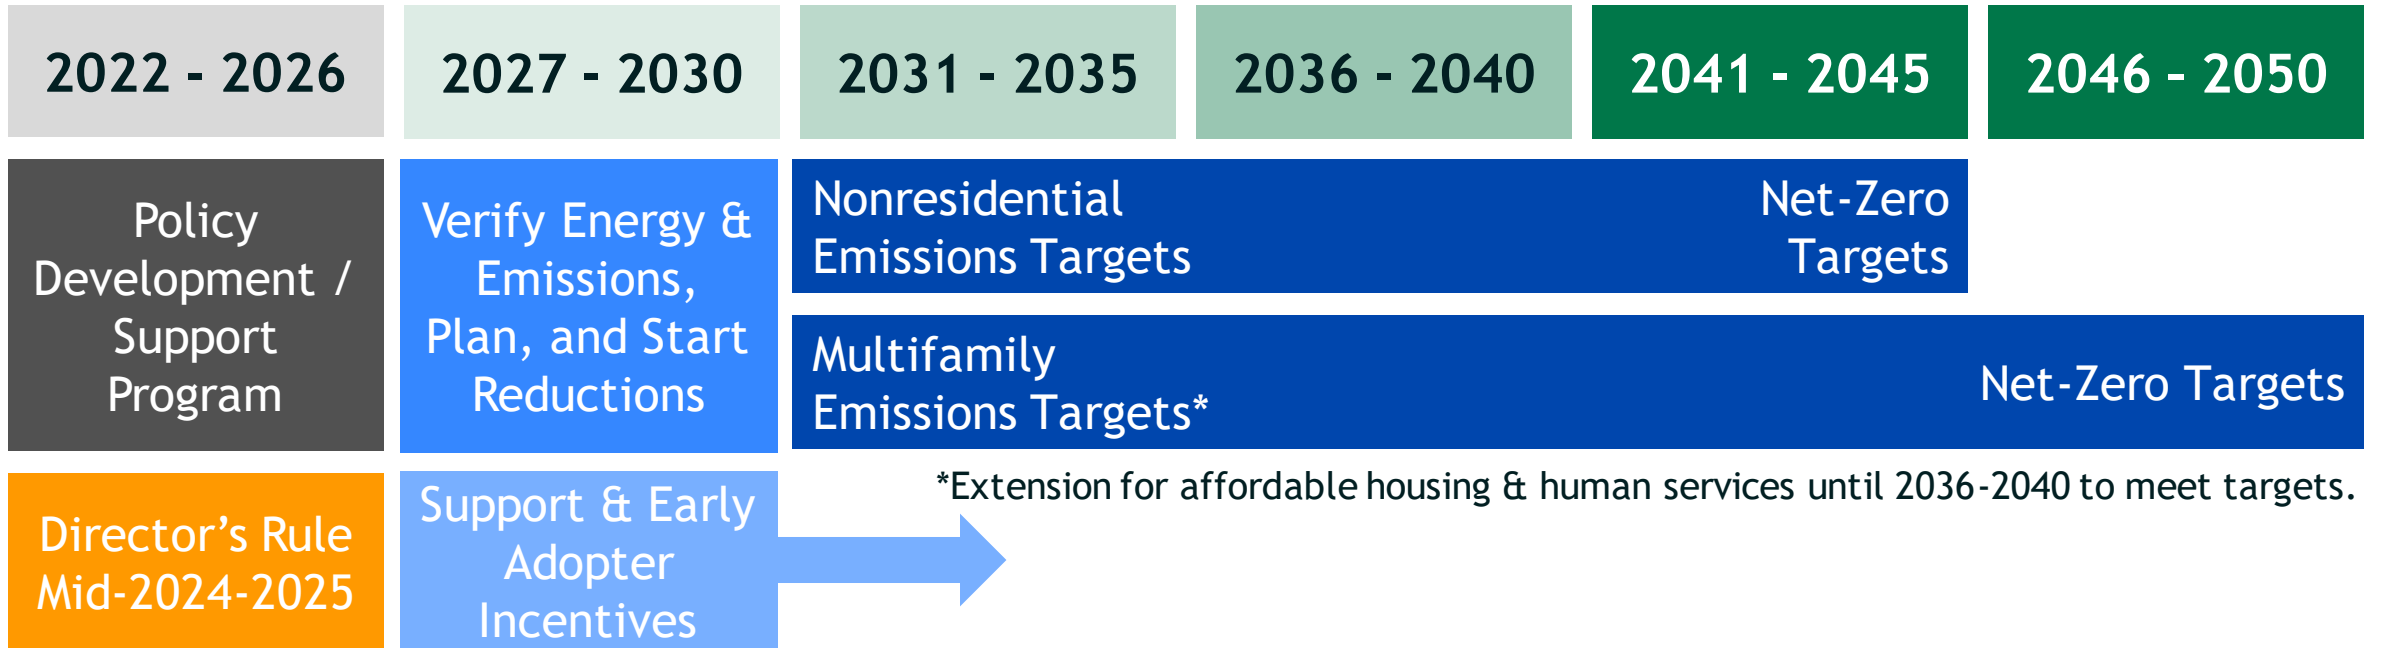 2022 - 2026
2027 - 2030
2031 - 2035
2036 - 2040
2041 - 2045
2046 - 2050
Policy
Development /
Support
Program
Verify Energy &
Emissions,
Plan, and Start
Reductions
Nonresidential
Emissions Targets
Net-Zero
Targets
Multifamily
Emissions Targets*
Net-Zero Targets
*Extension for affordable housing & human services until 2036-2040 to meet targets.
Director’s Rule
Mid-2024-2025
Support & Early
Adopter
Incentives